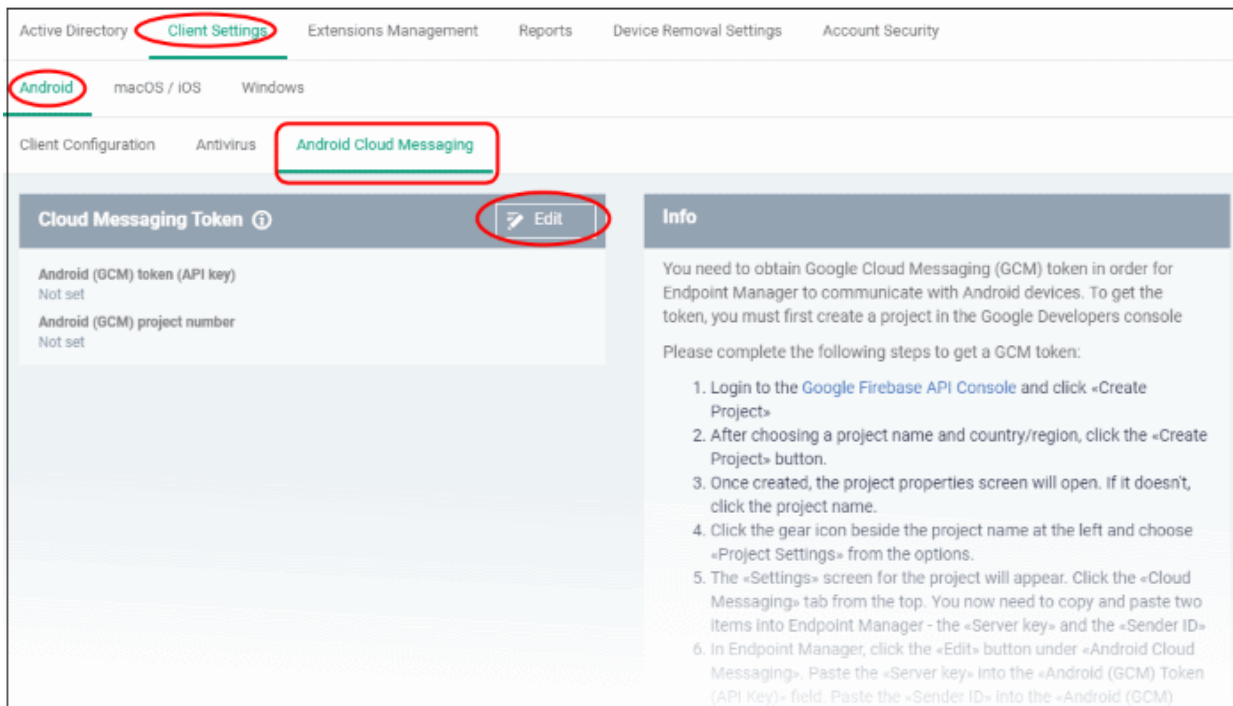 Active Directory Client Settings Extensions Management Reports Device Removal Settings Account Security
Android macOS / iOS Windows
Client Configuration Antivirus Android Cloud Messaging
Cloud Messaging Token Edit
Android (GCM) token (API key)
Not set
Android (GCM) project number
Not set
Info
You need to obtain Google Cloud Messaging (GCM) token in order for
Endpoint Manager to communicate with Android devices. To get the
token, you must first create a project in the Google Developers console
Please complete the following steps to get a GCM token:
1. Login to the Google Firebase API Console and click «Create
Project»
2. After choosing a project name and country/region, click the «Create
Project» button.
3. Once created, the project properties screen will open. If it doesn't,
click the project name.
4. Click the gear icon beside the project name at the left and choose
«Project Settings» from the options.
5. The «Settings» screen for the project will appear. Click the «Cloud
Messaging» tab from the top. You now need to copy and paste two
items into Endpoint Manager - the «Server key» and the «Sender ID»
6. In Endpoint Manager, click the «Edit» button under «Android Cloud
Messaging». Paste the «Server key» into the «Android (GCM) Token
(API Key)» field. Paste the «Sender ID» into the «Android (GCM)